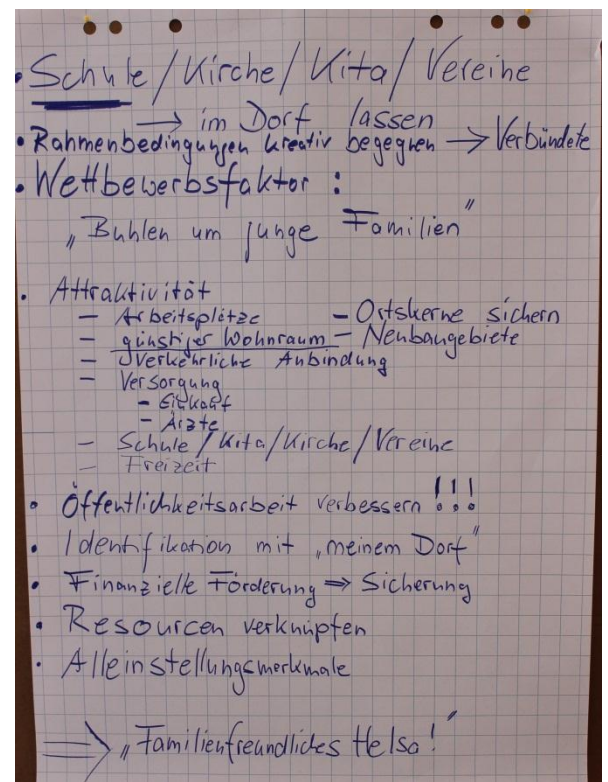 • Schule / Kirche / Kita / Vereine
→ im Dorf lassen
• Rahmenbedingungen kreativ begegnen → Verbündete
• Wettbewerbsfaktor :
„Buhlen um junge Familien"
• Attraktivität
– Arbeitsplätze – Ortskerne sichern
– günstiger Wohnraum – Neubaugebiete
– verkehrliche Anbindung
– Versorgung
– Einkauf
– Ärzte
– Schule / Kita / Kirche / Vereine
– Freizeit
• Öffentlichkeitsarbeit verbessern !!!
• Identifikation mit „meinem Dorf"
• Finanzielle Förderung ⇒ Sicherung
• Resourcen verknüpfen
• Alleinstellungsmerkmale
⇒ „Familienfreundliches Helsa!"